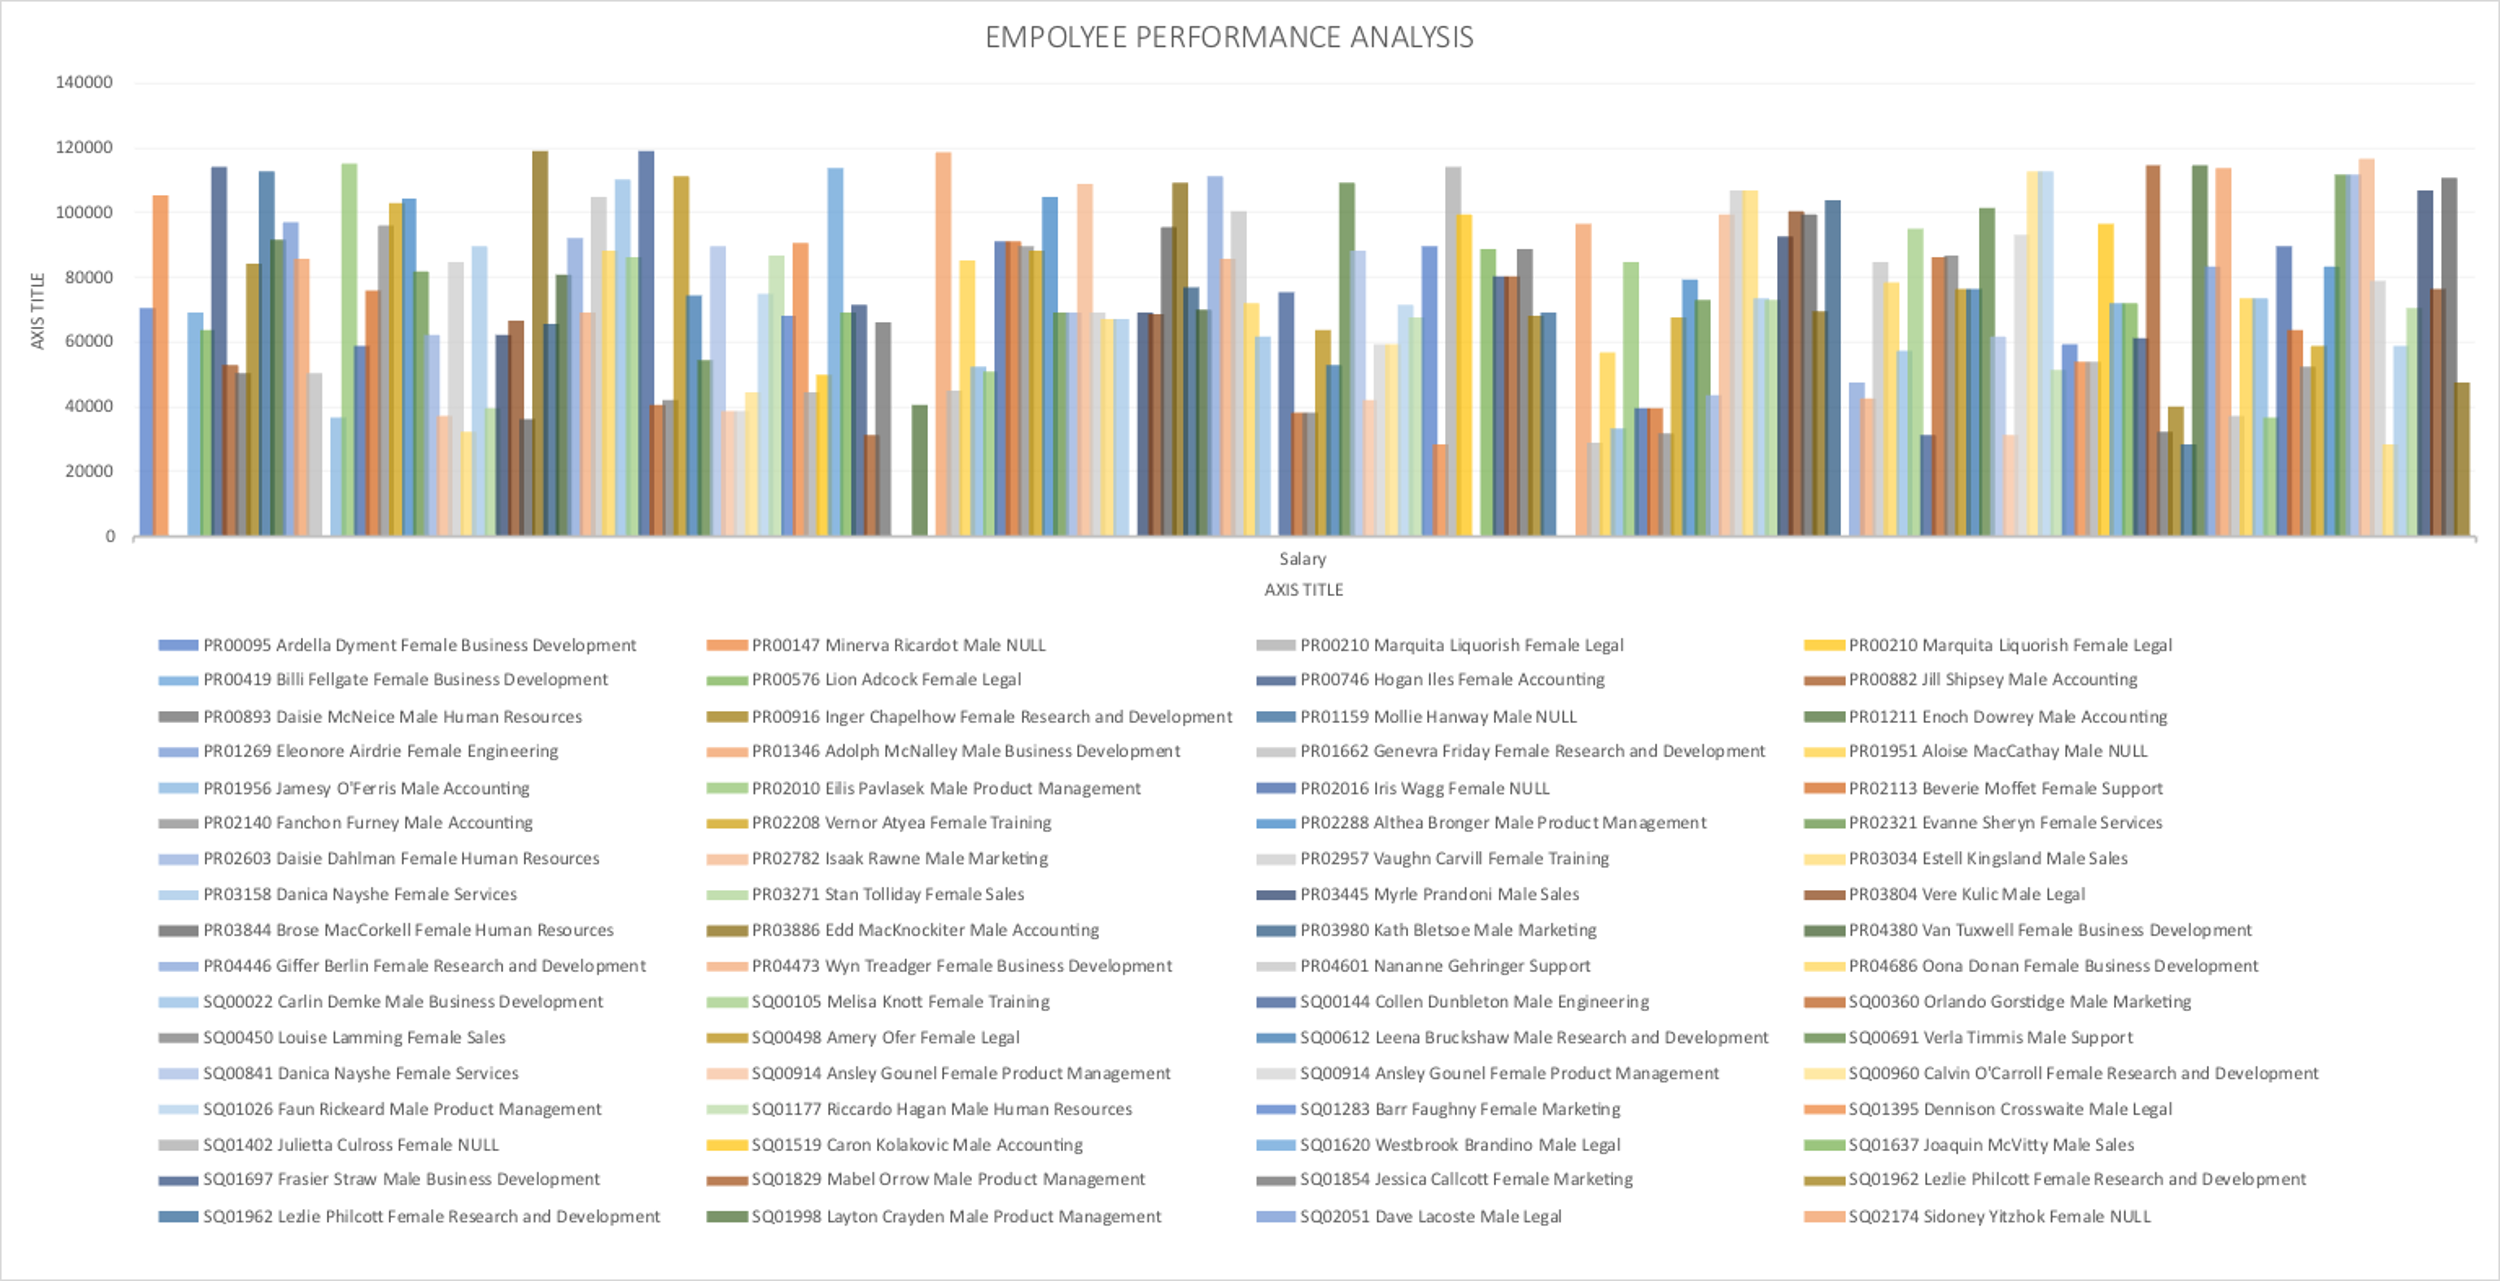 EMPOLYEE PERFORMANCE ANALYSIS
140000
120000
100000
80000
60000
40000
20000
0
AXIS TITLE
Salary
AXIS TITLE
PR00095 Ardella Dyment Female Business Development PR00147 Minerva Ricardot Male NULL PR00210 Marquita Liquorish Female Legal PR00210 Marquita Liquorish Female Legal
PR00419 Billi Fellgate Female Business Development PR00576 Lion Adcock Female Legal PR00746 Hogan Iles Female Accounting PR00882 Jill Shipsey Male Accounting
PR00893 Daisie McNeice Male Human Resources PR00916 Inger Chapelhow Female Research and Development PR01159 Mollie Hanway Male NULL PR01211 Enoch Dowrey Male Accounting
PR01269 Eleonore Airdrie Female Engineering PR01346 Adolph McNalley Male Business Development PR01662 Genevra Friday Female Research and Development PR01951 Aloise MacCathay Male NULL
PR01956 Jamesy O'Ferris Male Accounting PR02010 Eilis Pavlasek Male Product Management PR02016 Iris Wagg Female NULL PR02113 Beverie Moffet Female Support
PR02140 Fanchon Furney Male Accounting PR02208 Vernor Atyea Female Training PR02288 Althea Bronger Male Product Management PR02321 Evanne Sheryn Female Services
PR02603 Daisie Dahlman Female Human Resources PR02782 Isaak Rawne Male Marketing PR02957 Vaughn Carvill Female Training PR03034 Estell Kingsland Male Sales
PR03158 Danica Nayshe Female Services PR03271 Stan Tolliday Female Sales PR03445 Myrle Prandoni Male Sales PR03804 Vere Kulic Male Legal
PR03844 Brose MacCorkell Female Human Resources PR03886 Edd MacKnockiter Male Accounting PR03980 Kath Bletsoe Male Marketing PR04380 Van Tuxwell Female Business Development
PR04446 Giffer Berlin Female Research and Development PR04473 Wyn Treadger Female Business Development PR04601 Nananne Gehringer Support PR04686 Oona Donan Female Business Development
SQ00022 Carlin Demke Male Business Development SQ00105 Melisa Knott Female Training SQ00144 Collen Dunbleton Male Engineering SQ00360 Orlando Gorstidge Male Marketing
SQ00450 Louise Lamming Female Sales SQ00498 Amery Ofer Female Legal SQ00612 Leena Bruckshaw Male Research and Development SQ00691 Verla Timmis Male Support
SQ00841 Danica Nayshe Female Services SQ00914 Ansley Gounel Female Product Management SQ00914 Ansley Gounel Female Product Management SQ00960 Calvin O'Carroll Female Research and Development
SQ01026 Faun Rickeard Male Product Management SQ01177 Riccardo Hagan Male Human Resources SQ01283 Barr Faughny Female Marketing SQ01395 Dennison Crosswaite Male Legal
SQ01402 Julietta Culross Female NULL SQ01519 Caron Kolakovic Male Accounting SQ01620 Westbrook Brandino Male Legal SQ01637 Joaquin McVitty Male Sales
SQ01697 Frasier Straw Male Business Development SQ01829 Mabel Orrow Male Product Management SQ01854 Jessica Callcott Female Marketing SQ01962 Lezlie Philcott Female Research and Development
SQ01962 Lezlie Philcott Female Research and Development SQ01998 Layton Crayden Male Product Management SQ02051 Dave Lacoste Male Legal SQ02174 Sidoney Yitzhok Female NULL